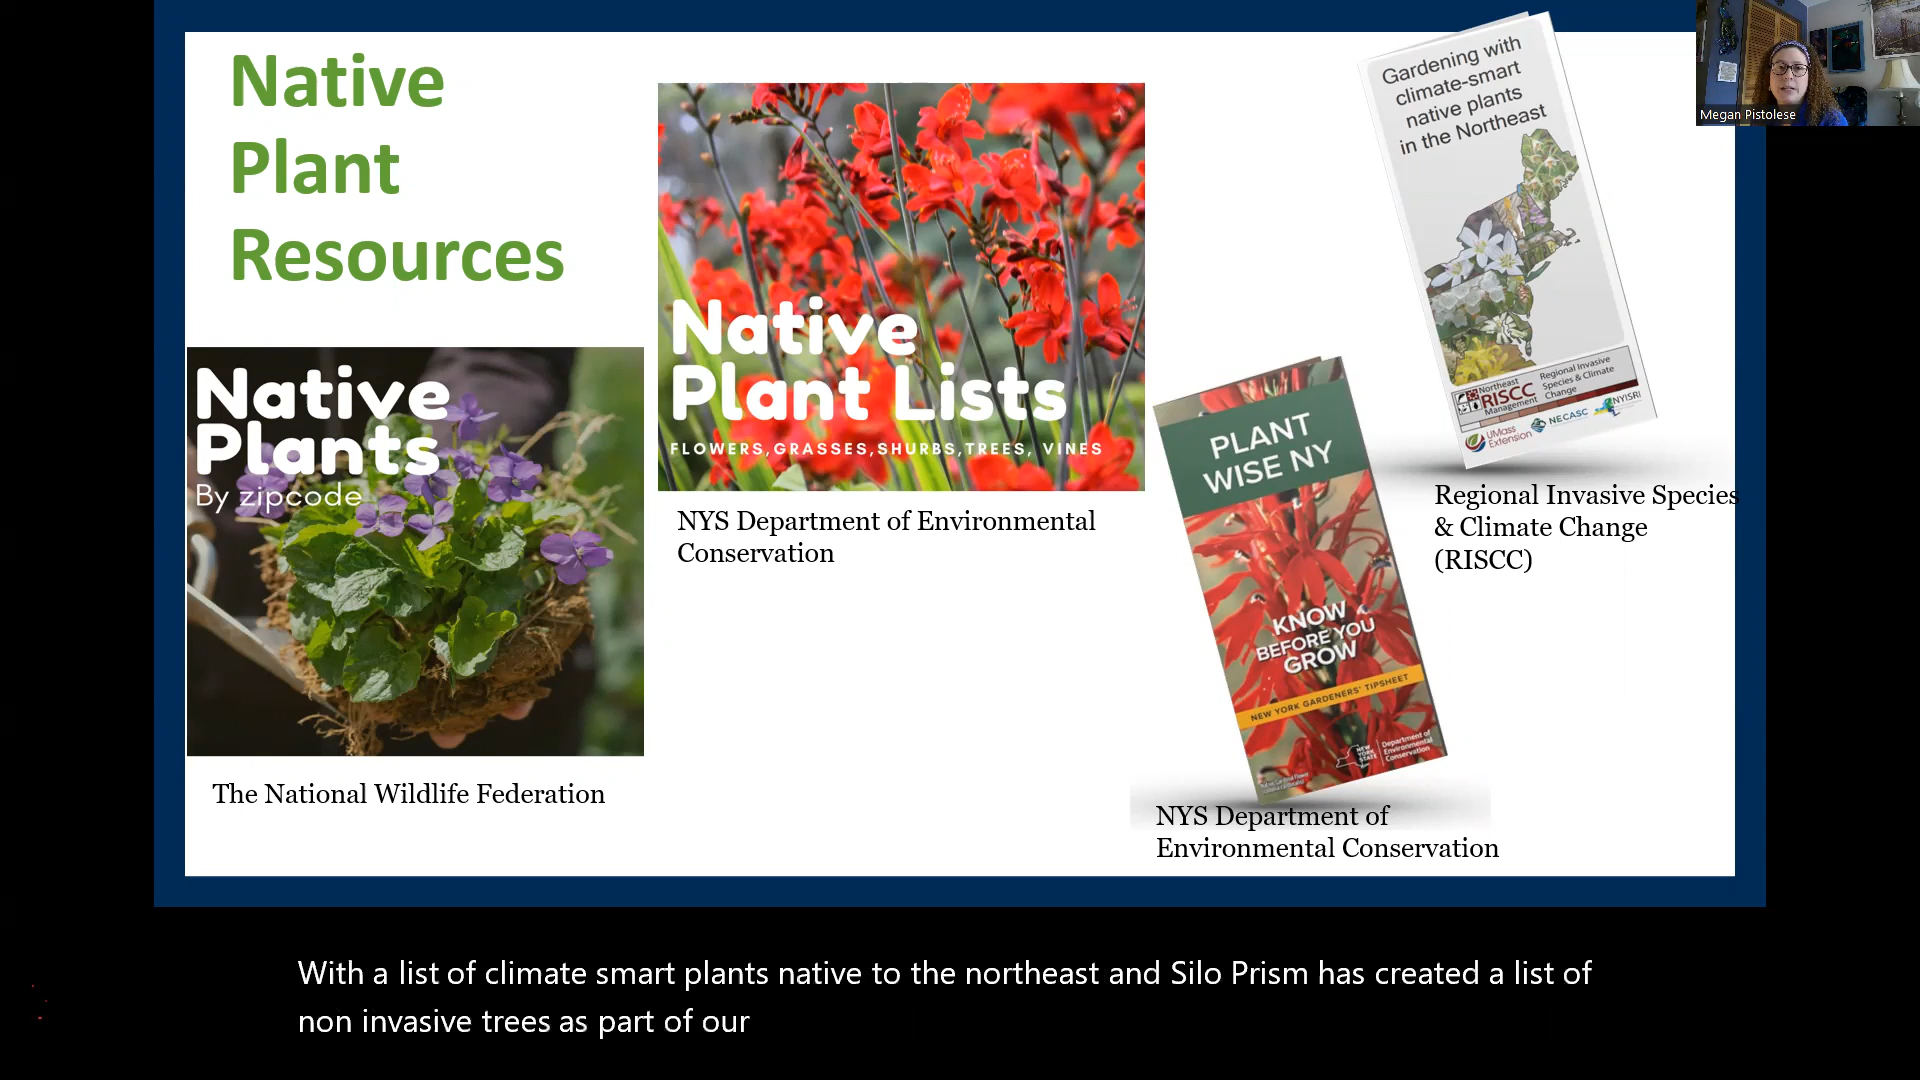 Native
Plant
Resources
Native
Plants
By zipcode
The National Wildlife Federation
Native
Plant Lists
FLOWERS,GRASSES,SHURBS,TREES, VINES
NYS Department of Environmental
Conservation
PLANT
WISE NY
KNOW
BEFORE YOU
GROW
NEW YORK GARDENERS' TIPSHEET
NEW
YORK
STATE
Department of
Environmental
Conservation
NYS Department of
Environmental Conservation
Gardening with
climate-smart
native plants
in the Northeast
Northeast
RISCC
Management
Regional Invasive
Species & Climate
Change
UMass
Extension
NECASC
NYISRI
Regional Invasive Species
& Climate Change
(RISCC)
Megan Pistolese
With a list of climate smart plants native to the northeast and Silo Prism has created a list of
non invasive trees as part of our